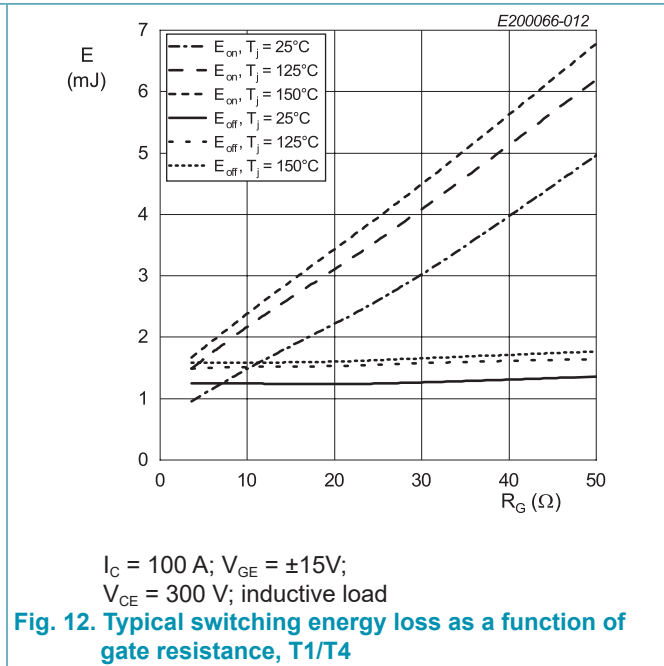 E200066-012
E
(mJ)
7
6
5
4
3
2
1
0
E_on, T_j = 25°C
E_on, T_j = 125°C
E_on, T_j = 150°C
E_off, T_j = 25°C
E_off, T_j = 125°C
E_off, T_j = 150°C
0 10 20 30 40 50
R_G (Ω)
I_C = 100 A; V_GE = ±15V;
V_CE = 300 V; inductive load
Fig. 12. Typical switching energy loss as a function of
gate resistance, T1/T4